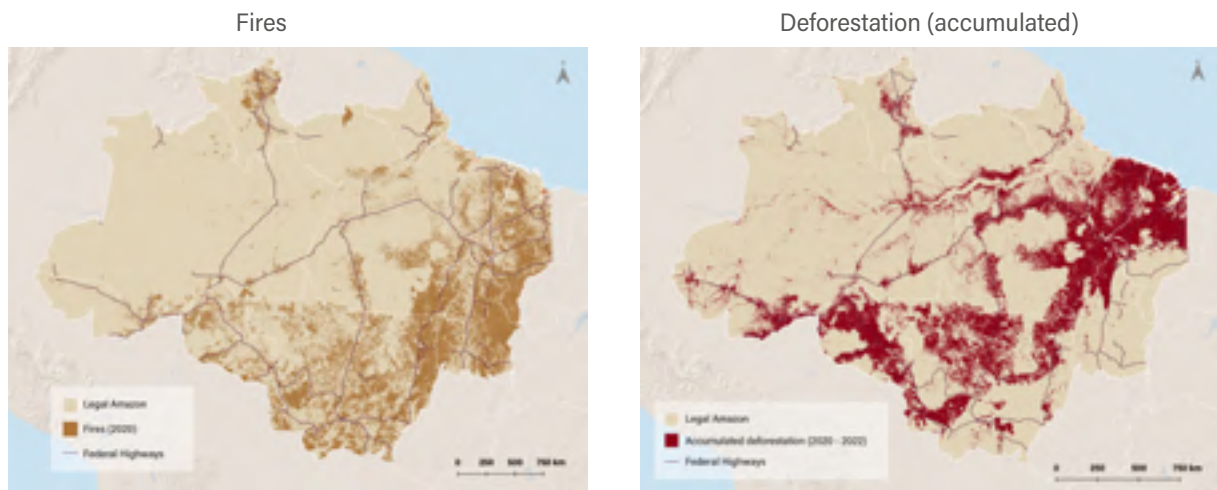 Fires
Deforestation (accumulated)
Legal Amazon
Fires (2020)
Federal Highways
0 250 500 750 km
Legal Amazon
Accumulated deforestation (2020 - 2022)
Federal Highways
0 250 500 750 km